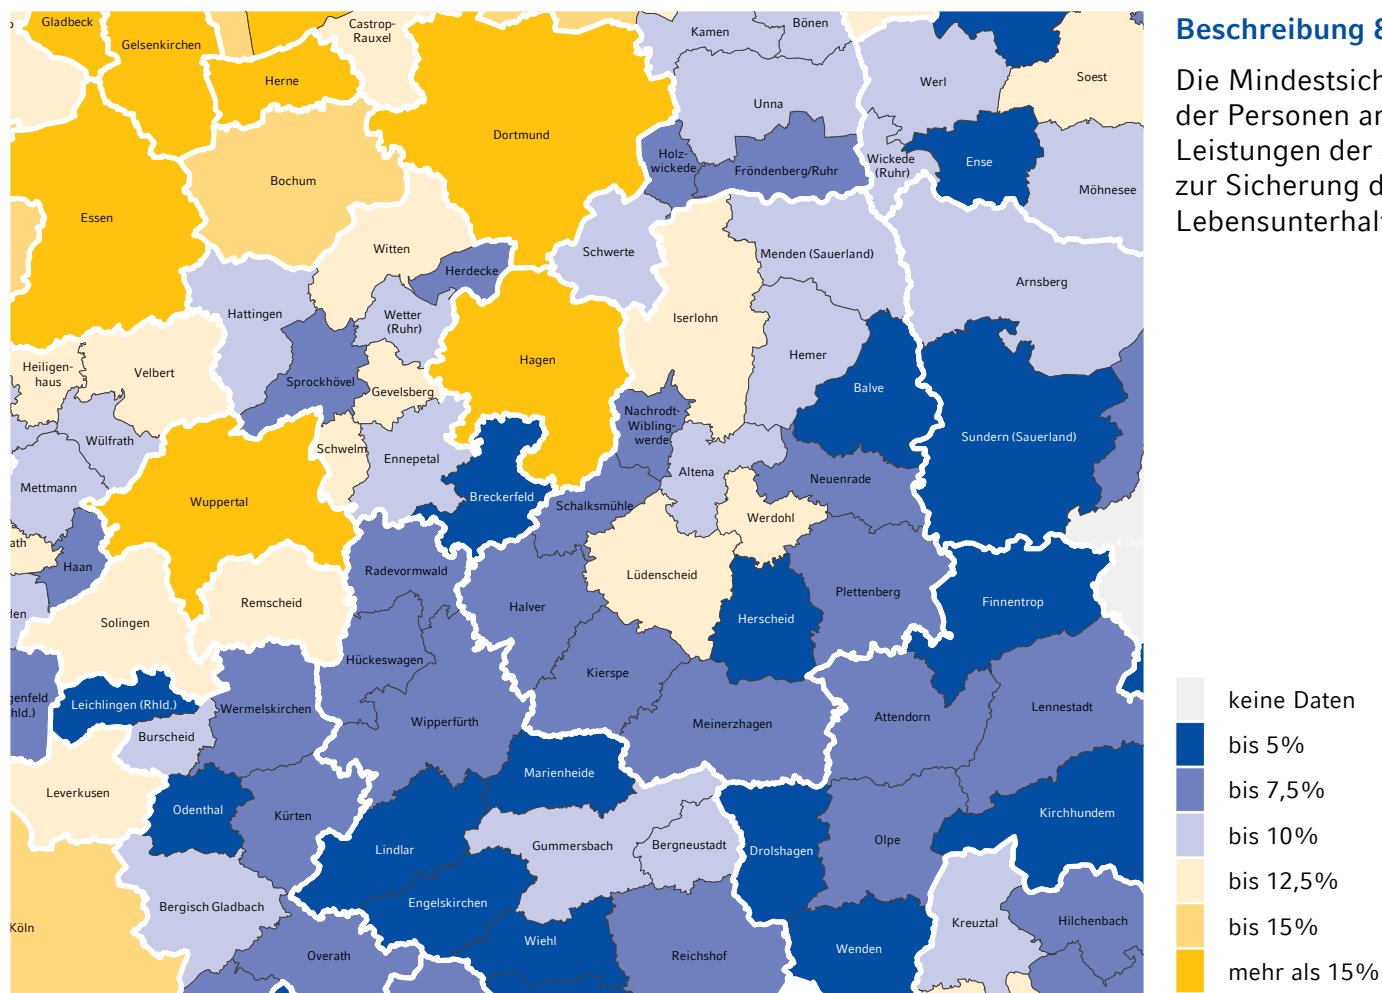 Gladbeck
Gelsenkirchen
Castrop-
Rauxel
Herne
Dortmund
Bochum
Essen
Witten
Herdecke
Hattingen
Wetter
(Ruhr)
Kamen
Bönen
Unna
Holz-
wickede
Fröndenberg/Ruhr
Werl
Soest
Wickede
(Ruhr)
Ense
Möhnesee
Schwerte
Menden (Sauerland)
Arnsberg
Iserlohn
Hemer
Balve
Sundern (Sauerland)
Hagen
Heiligen-
haus
Velbert
Sprockhövel
Gevelsberg
Wülfrath
Schwelm
Ennepetal
Mettmann
Wuppertal
Breckerfeld
Nachrodt-
Wibling-
werde
Altena
Neuenrade
Schalksmühle
Werdohl
ath
Haan
Radevormwald
Lüdenscheid
Plettenberg
Finnentrop
den
Remscheid
Solingen
Halver
Herscheid
Hückeswagen
Kierspe
Leichlingen (Rhld.)
Wermelskirchen
Wipperfürth
Meinerzhagen
Attendorn
Lennestadt
genfeld
hld.)
Burscheid
Leverkusen
Odenthal
Kürten
Marienheide
Kirchhundem
Lindlar
Gummersbach
Bergneustadt
Drolshagen
Olpe
Engelskirchen
Bergisch Gladbach
Köln
Overath
Wiehl
Reichshof
Wenden
Kreuztal
Hilchenbach
Beschreibung
Die Mindestsich
der Personen an
Leistungen der
zur Sicherung d
Lebensunterhalt
keine Daten
bis 5%
bis 7,5%
bis 10%
bis 12,5%
bis 15%
mehr als 15%